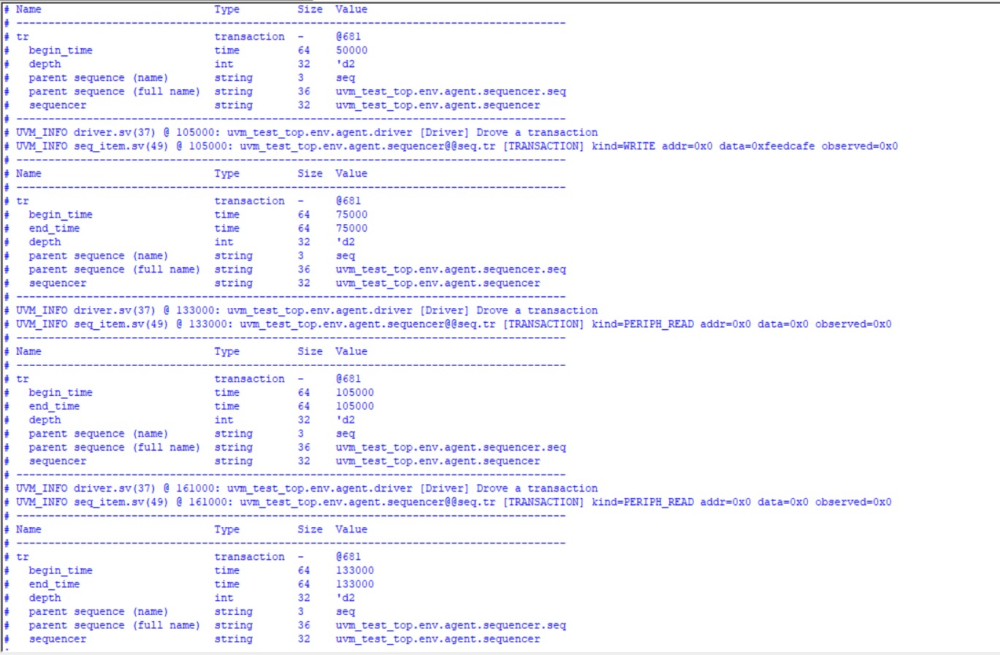 # Name                           Type         Size  Value
# --------------------------------------------------------------------------------------
# tr                             transaction  -     @681
#   begin_time                   time         64    50000
#   depth                        int          32    'd2
#   parent sequence (name)       string       3     seq
#   parent sequence (full name)  string       36    uvm_test_top.env.agent.sequencer.seq
#   sequencer                    string       32    uvm_test_top.env.agent.sequencer
# --------------------------------------------------------------------------------------
# UVM_INFO driver.sv(37) @ 105000: uvm_test_top.env.agent.driver [Driver] Drove a transaction
# UVM_INFO seq_item.sv(49) @ 105000: uvm_test_top.env.agent.sequencer@@seq.tr [TRANSACTION] kind=WRITE addr=0x0 data=0xfeedcafe observed=0x0
# --------------------------------------------------------------------------------------
# Name                           Type         Size  Value
# --------------------------------------------------------------------------------------
# tr                             transaction  -     @681
#   begin_time                   time         64    75000
#   end_time                     time         64    75000
#   depth                        int          32    'd2
#   parent sequence (name)       string       3     seq
#   parent sequence (full name)  string       36    uvm_test_top.env.agent.sequencer.seq
#   sequencer                    string       32    uvm_test_top.env.agent.sequencer
# --------------------------------------------------------------------------------------
# UVM_INFO driver.sv(37) @ 133000: uvm_test_top.env.agent.driver [Driver] Drove a transaction
# UVM_INFO seq_item.sv(49) @ 133000: uvm_test_top.env.agent.sequencer@@seq.tr [TRANSACTION] kind=PERIPH_READ addr=0x0 data=0x0 observed=0x0
# --------------------------------------------------------------------------------------
# Name                           Type         Size  Value
# --------------------------------------------------------------------------------------
# tr                             transaction  -     @681
#   begin_time                   time         64    105000
#   end_time                     time         64    105000
#   depth                        int          32    'd2
#   parent sequence (name)       string       3     seq
#   parent sequence (full name)  string       36    uvm_test_top.env.agent.sequencer.seq
#   sequencer                    string       32    uvm_test_top.env.agent.sequencer
# --------------------------------------------------------------------------------------
# UVM_INFO driver.sv(37) @ 161000: uvm_test_top.env.agent.driver [Driver] Drove a transaction
# UVM_INFO seq_item.sv(49) @ 161000: uvm_test_top.env.agent.sequencer@@seq.tr [TRANSACTION] kind=PERIPH_READ addr=0x0 data=0x0 observed=0x0
# --------------------------------------------------------------------------------------
# Name                           Type         Size  Value
# --------------------------------------------------------------------------------------
# tr                             transaction  -     @681
#   begin_time                   time         64    133000
#   end_time                     time         64    133000
#   depth                        int          32    'd2
#   parent sequence (name)       string       3     seq
#   parent sequence (full name)  string       36    uvm_test_top.env.agent.sequencer.seq
#   sequencer                    string       32    uvm_test_top.env.agent.sequencer